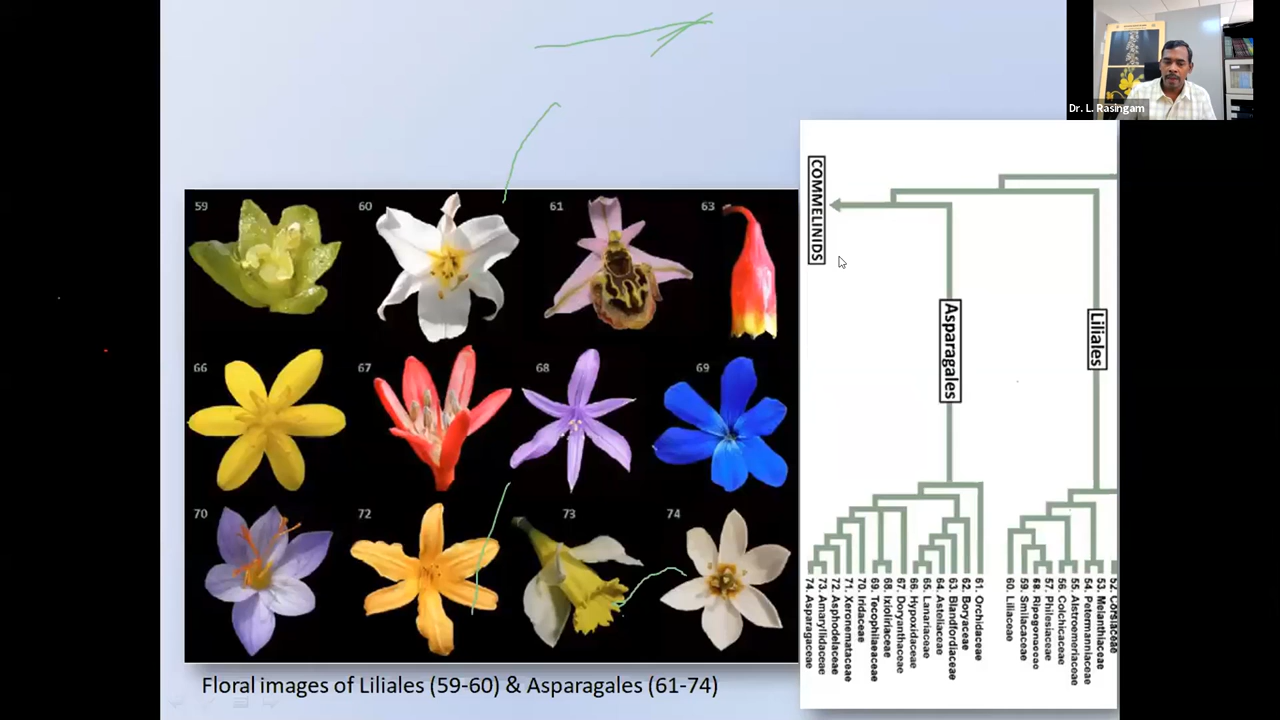 Dr. L. Rasingam
59
60
61
63
66
67
68
69
70
72
73
74
COMMELINIDS
Asparagales
Liliales
74. Asparagaceae
73. Amaryllidaceae
72. Asphodelaceae
71. Xeronemataceae
70. Iridaceae
69. Tecophilaeaceae
68. Ixioliriaceae
67. Doryanthaceae
66. Hypoxidaceae
65. Lanariaceae
64. Asteliaceae
63. Blandfordiaceae
62. Boryaceae
61. Orchidaceae
60. Liliaceae
59. Smilacaceae
Ripogonaceae
57. Philesiaceae
56. Colchicaceae
55. Alstroemeriaceae
54. Petermanniaceae
53. Melanthiaceae
52. Corsiaceae
Floral images of Liliales (59-60) & Asparagales (61-74)